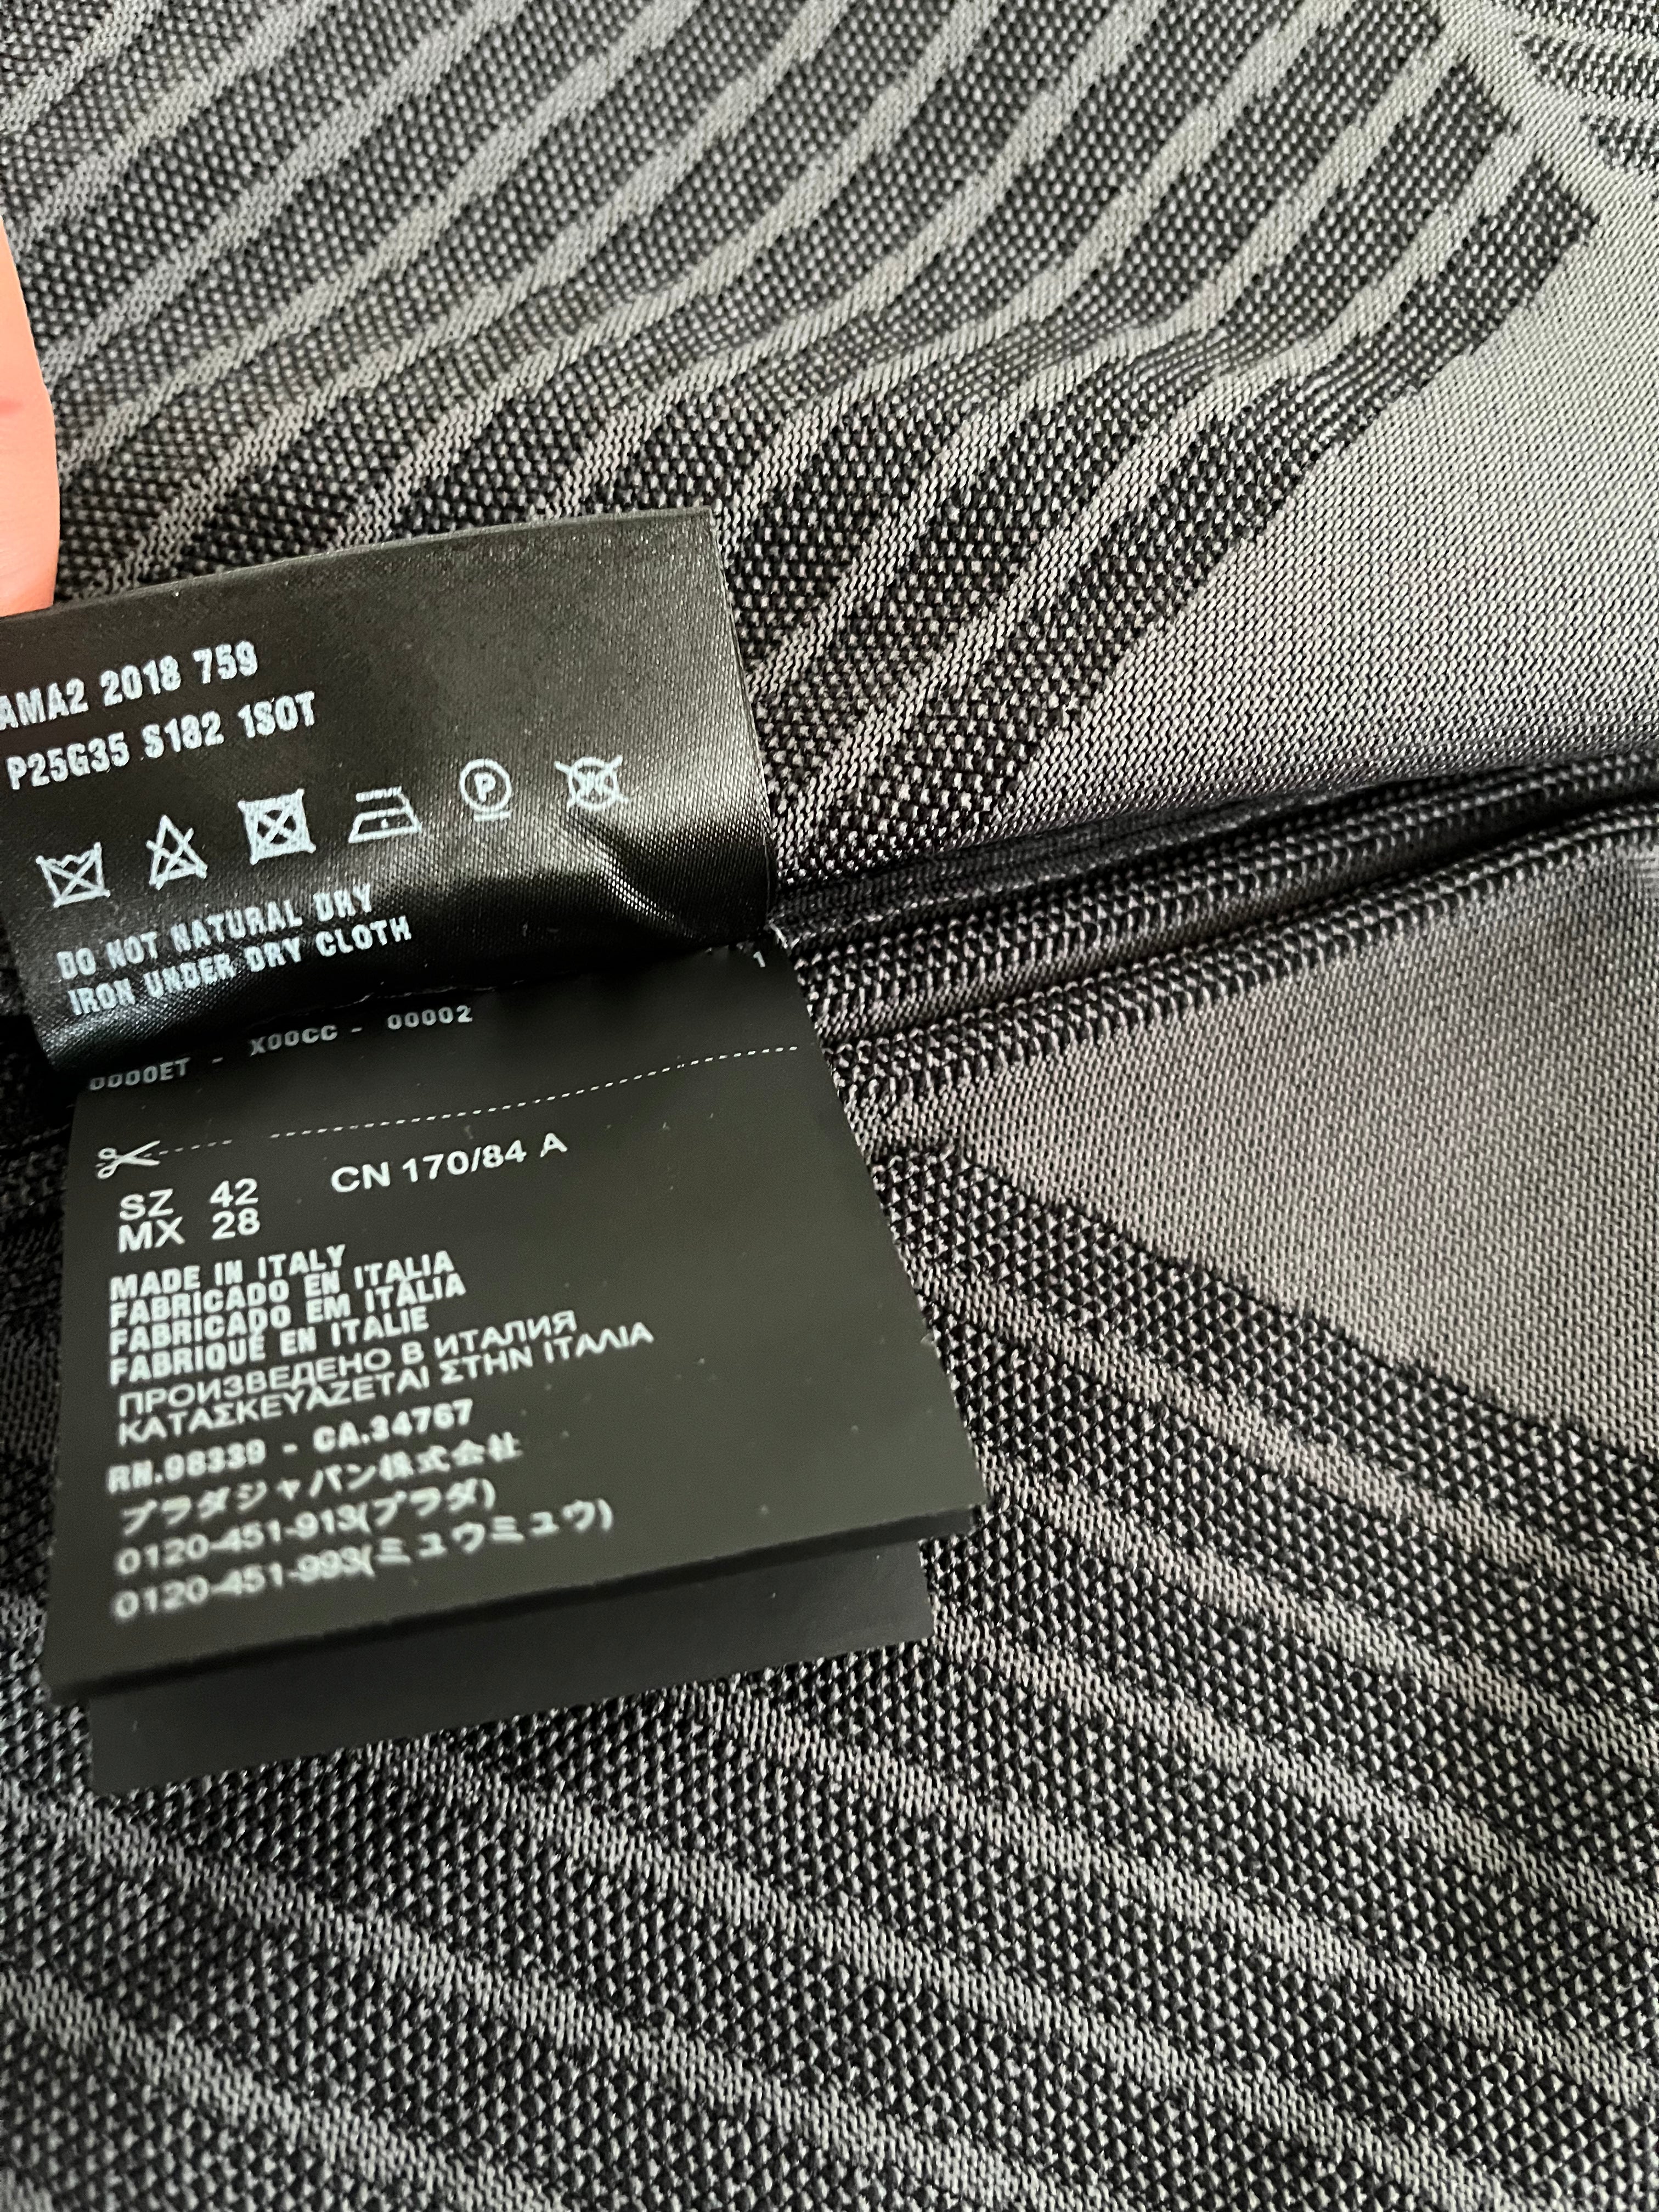 AMA2 2018 759
P25G35 S182 1SOT
P
DO NOT NATURAL DRY
IRON UNDER DRY CLOTH
1
0000ET - X00CC - 00002
SZ 42 CN 170/84 A
MX 28
MADE IN ITALY
FABRICADO EN ITALIA
FABRICADO EM ITÁLIA
FABRIQUÉ EN ITALIE
ПРОИЗВЕДЕНО В ИТАЛИЯ
ΚΑΤΑΣΚΕΥΑΖΕΤΑΙ ΣΤΗΝ ΙΤΑΛΙΑ
RN.98339 - CA.34767
プラダジャパン株式会社
0120-451-913(プラダ)
0120-451-993(ミュウミュウ)